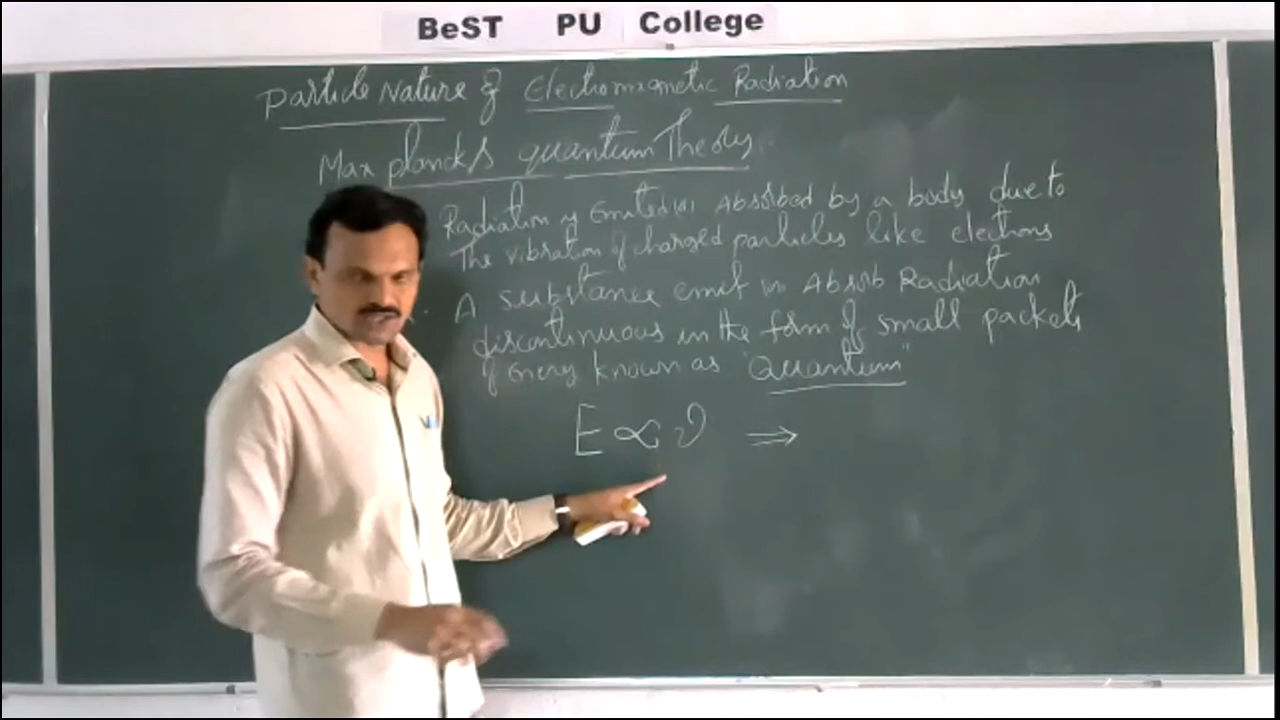 BeST PU College
Particle Nature of Electromagnetic Radiation
Max planck's quantum Theory.
Radiation is Emitted or Absorbed by a body due to
The vibration of charged particles like electrons
A substance emit or Absorb Radiation
discontinuous in the form of small packets
of Energy known as "Quantum"
E ∝ ν ⇒